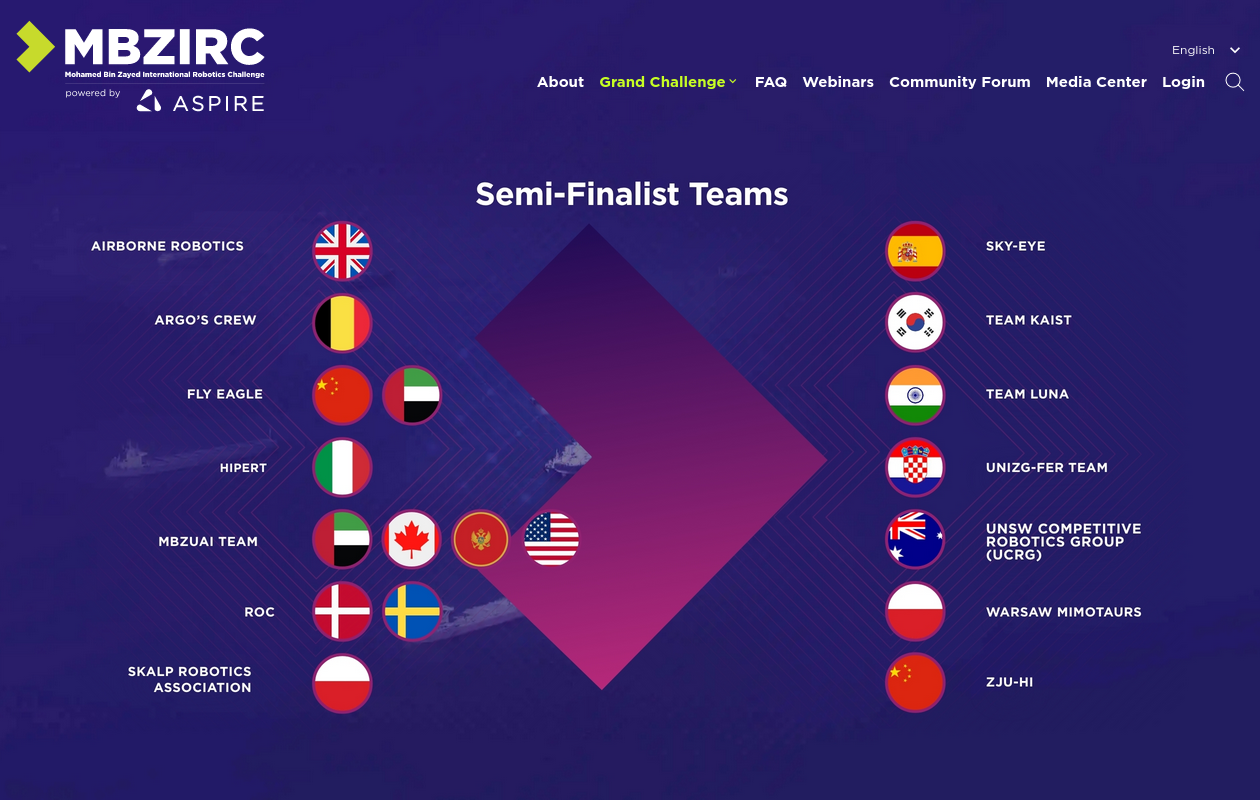 MBZIRC
Mohamed Bin Zayed International Robotics Challenge
powered by ASPIRE
English
About Grand Challenge FAQ Webinars Community Forum Media Center Login
Semi-Finalist Teams
AIRBORNE ROBOTICS
ARGO'S CREW
FLY EAGLE
HIPERT
MBZUAI TEAM
ROC
SKALP ROBOTICS
ASSOCIATION
SKY-EYE
TEAM KAIST
TEAM LUNA
UNIZG-FER TEAM
UNSW COMPETITIVE
ROBOTICS GROUP
(UCRG)
WARSAW MIMOTAURS
ZJU-HI